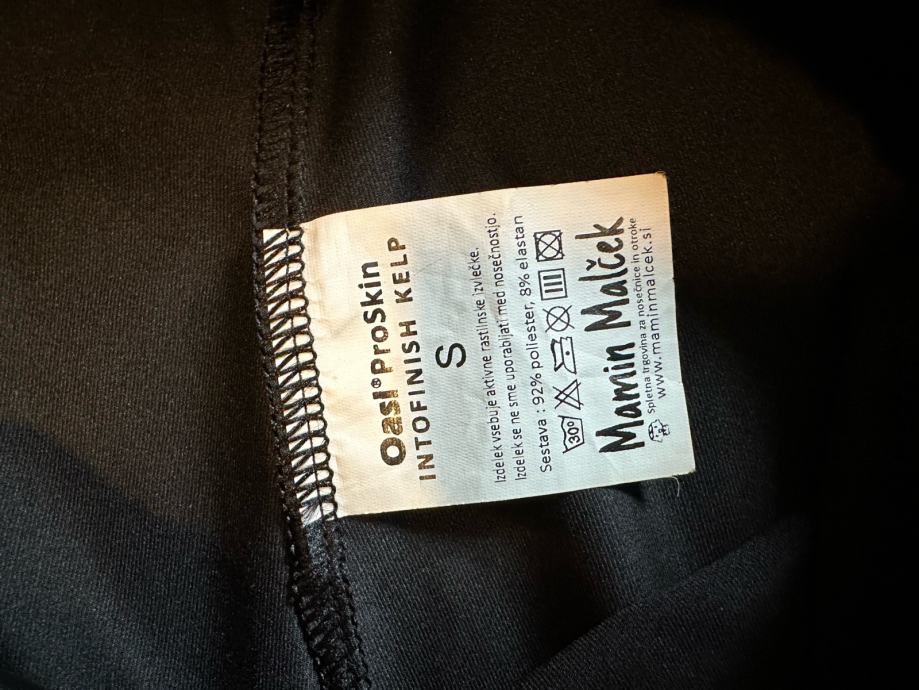 Oasi®ProSkin
INTOFINISH KELP
S
Izdelek vsebuje aktivne rastlinske izvlečke.
Izdelek se ne sme uporabljati med nosečnostjo.
Sestava : 92% poliester, 8% elastan
30°
Mamin Malček
Spletna trgovina za nosečnice in otroke
www.maminmalcek.si